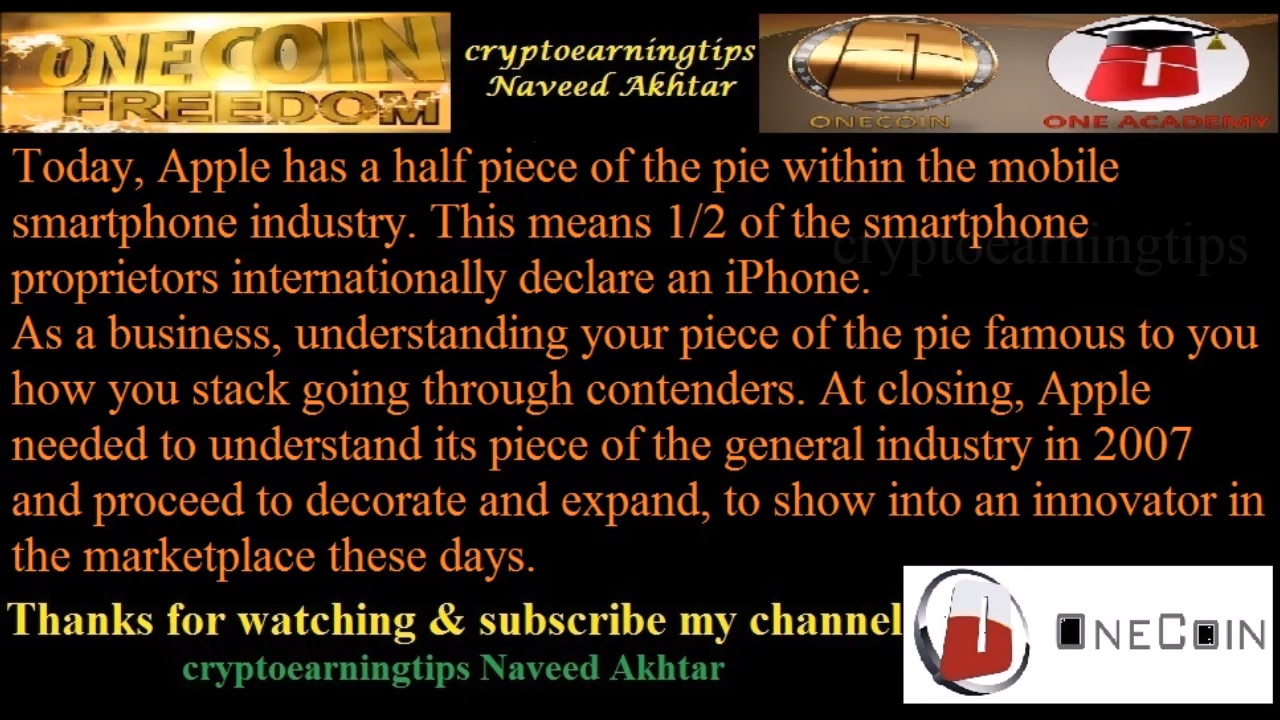 ONE COIN
FREEDOM
cryptoearningtips
Naveed Akhtar
ONECOIN
ONE ACADEMY
Today, Apple has a half piece of the pie within the mobile
smartphone industry. This means 1/2 of the smartphone
cryptoearningtips
proprietors internationally declare an iPhone.
As a business, understanding your piece of the pie famous to you
how you stack going through contenders. At closing, Apple
needed to understand its piece of the general industry in 2007
and proceed to decorate and expand, to show into an innovator in
the marketplace these days.
Thanks for watching & subscribe my channel
cryptoearningtips Naveed Akhtar
ONECOIN